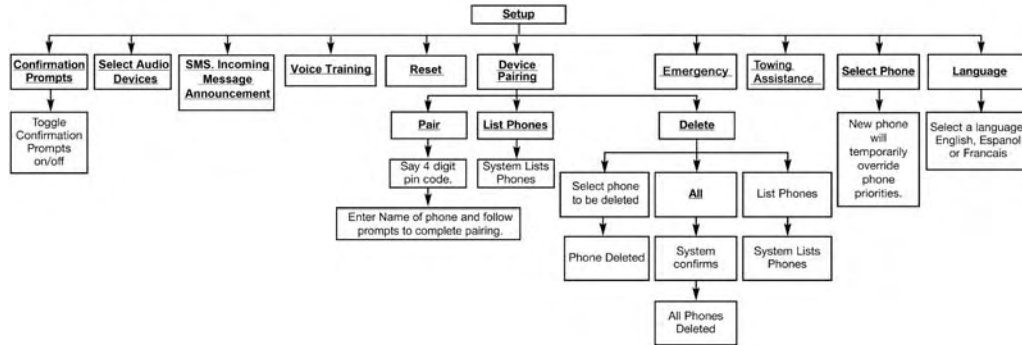 Setup
Confirmation
Prompts
Select Audio
Devices
SMS. Incoming
Message
Announcement
Voice Training
Reset
Device
Pairing
Emergency
Towing
Assistance
Select Phone
Language
Toggle
Confirmation
Prompts
on/off
Pair
List Phones
Delete
New phone
will
temporarily
override
phone
priorities.
Select a language
English, Espanol
or Francais
Say 4 digit
pin code.
System Lists
Phones
Select phone
to be deleted
All
List Phones
Enter Name of phone and follow
prompts to complete pairing.
Phone Deleted
System
confirms
System Lists
Phones
All Phones
Deleted